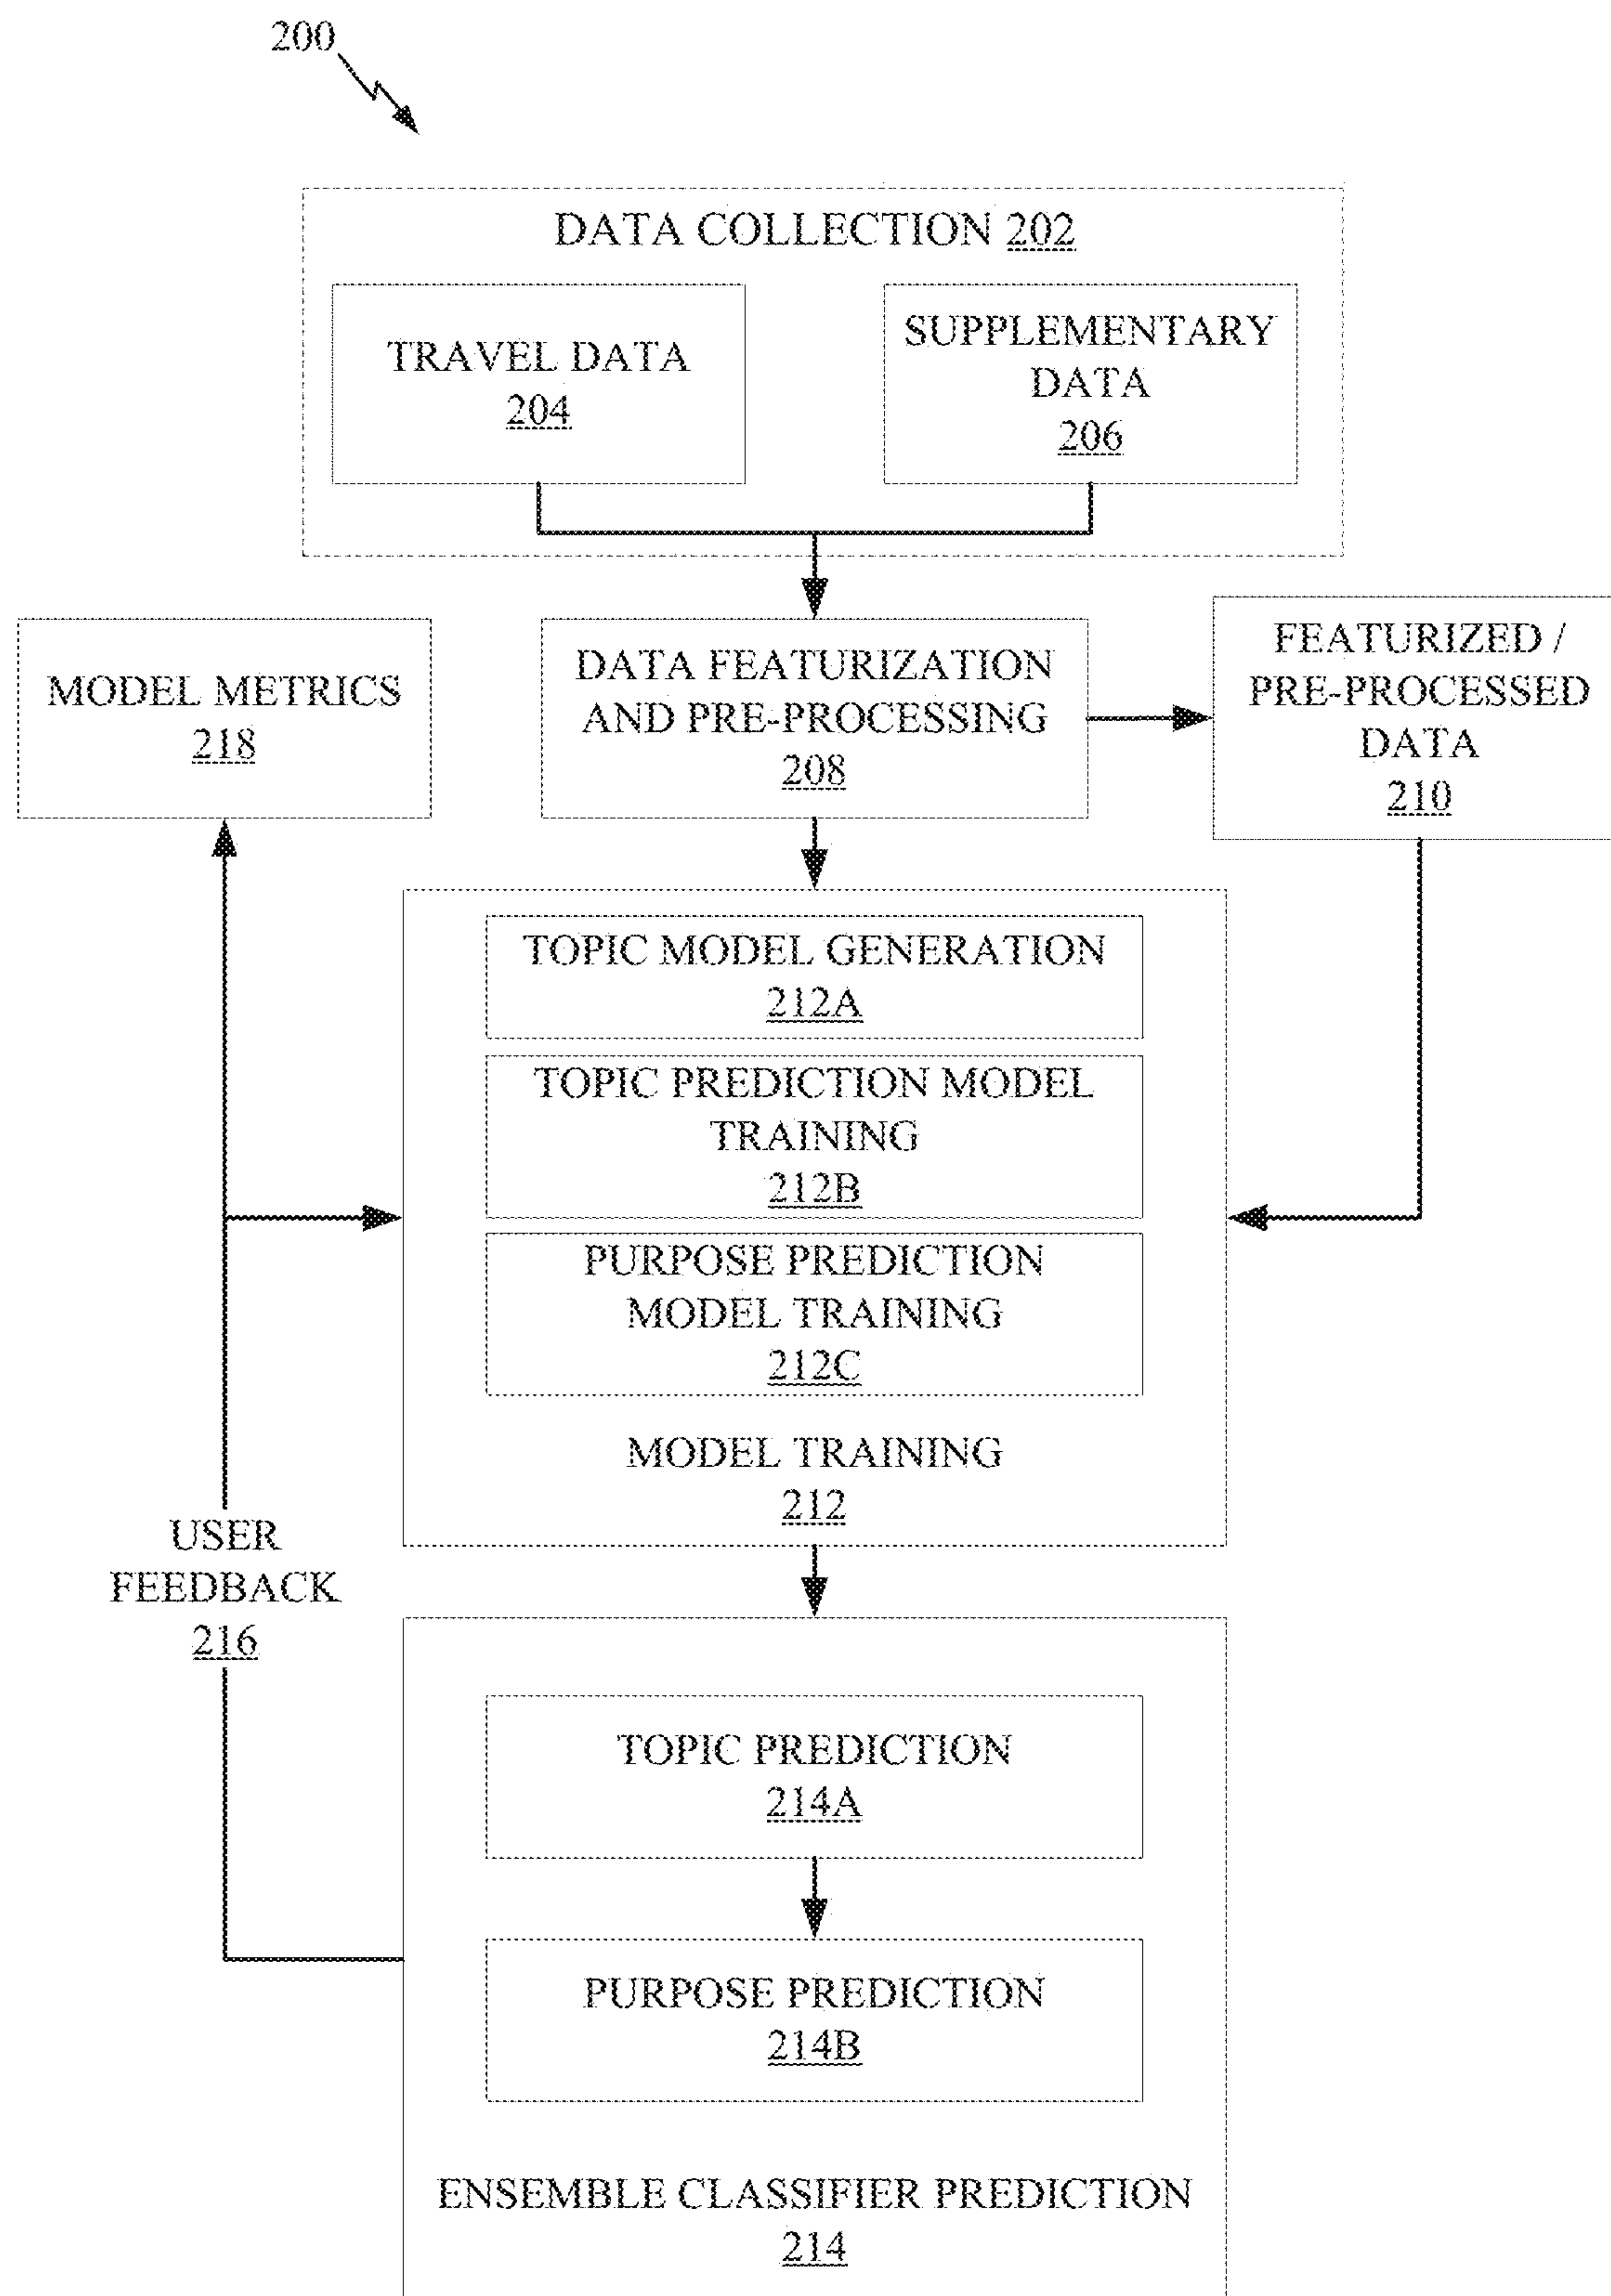 200
DATA COLLECTION 202
TRAVEL DATA
204
SUPPLEMENTARY
DATA
206
MODEL METRICS
218
DATA FEATURIZATION
AND PRE-PROCESSING
208
FEATURIZED /
PRE-PROCESSED
DATA
210
TOPIC MODEL GENERATION
212A
TOPIC PREDICTION MODEL
TRAINING
212B
PURPOSE PREDICTION
MODEL TRAINING
212C
MODEL TRAINING
212
USER
FEEDBACK
216
TOPIC PREDICTION
214A
PURPOSE PREDICTION
214B
ENSEMBLE CLASSIFIER PREDICTION
214